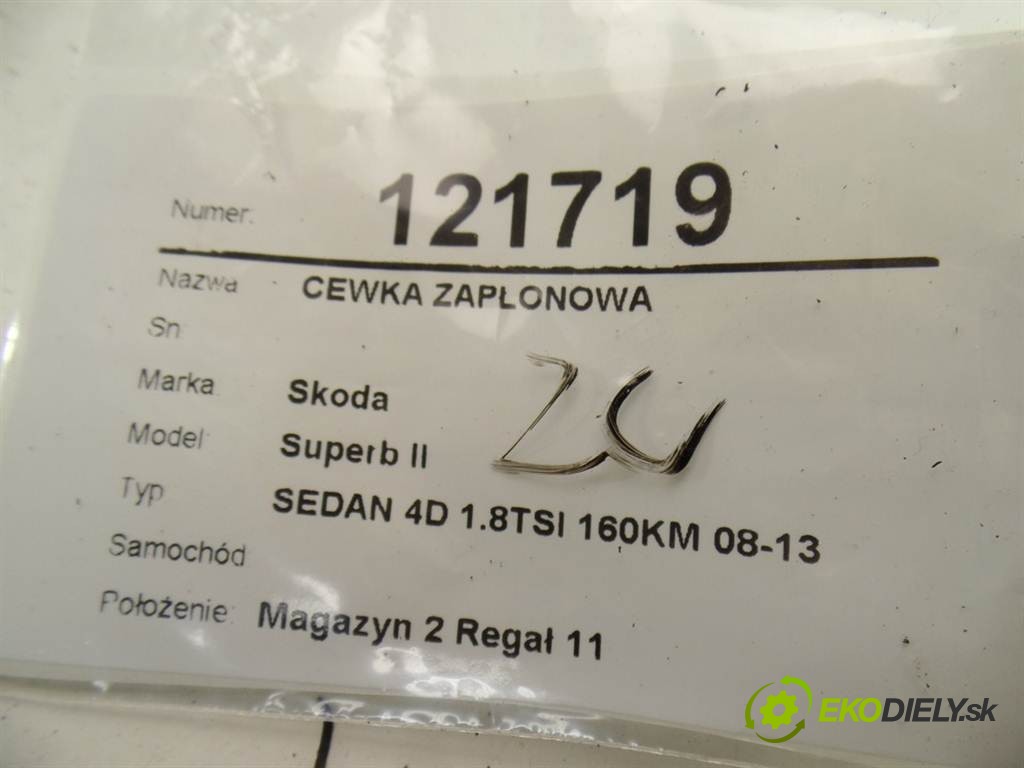 Numer: 121719
Nazwa CEWKA ZAPŁONOWA
Sn
Marka Skoda
Model Superb II
Typ SEDAN 4D 1.8TSI 160KM 08-13
Samochód
Położenie: Magazyn 2 Regał 11
EKODIELY.sk